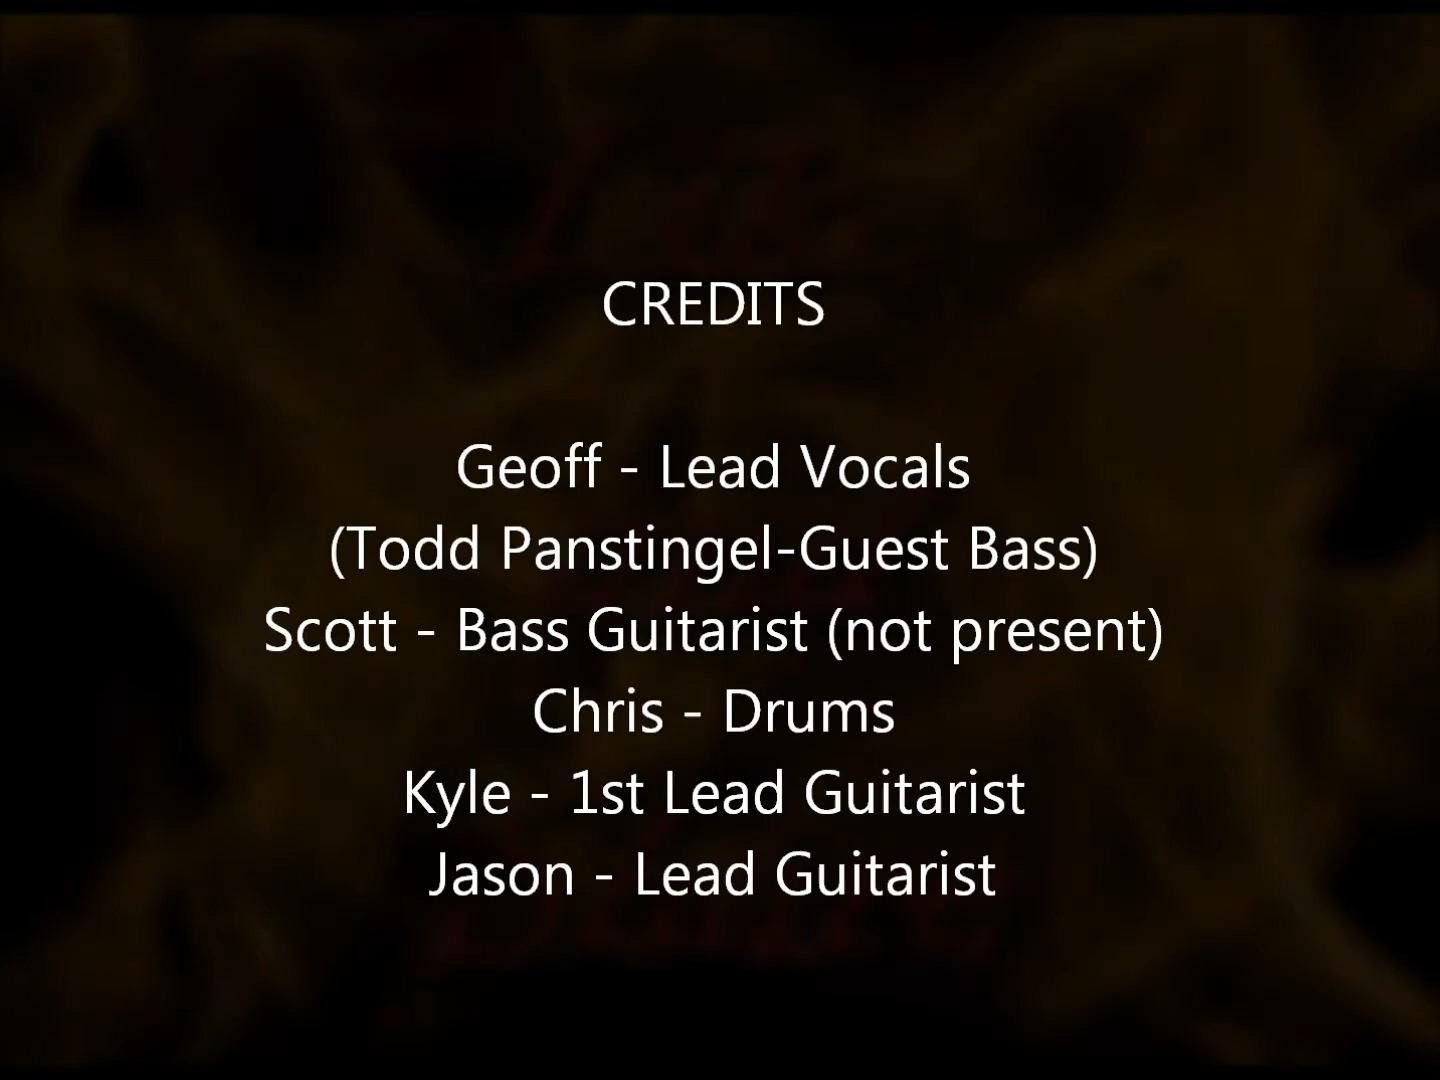 CREDITS
Geoff - Lead Vocals
(Todd Panstingel-Guest Bass)
Scott - Bass Guitarist (not present)
Chris - Drums
Kyle - 1st Lead Guitarist
Jason - Lead Guitarist